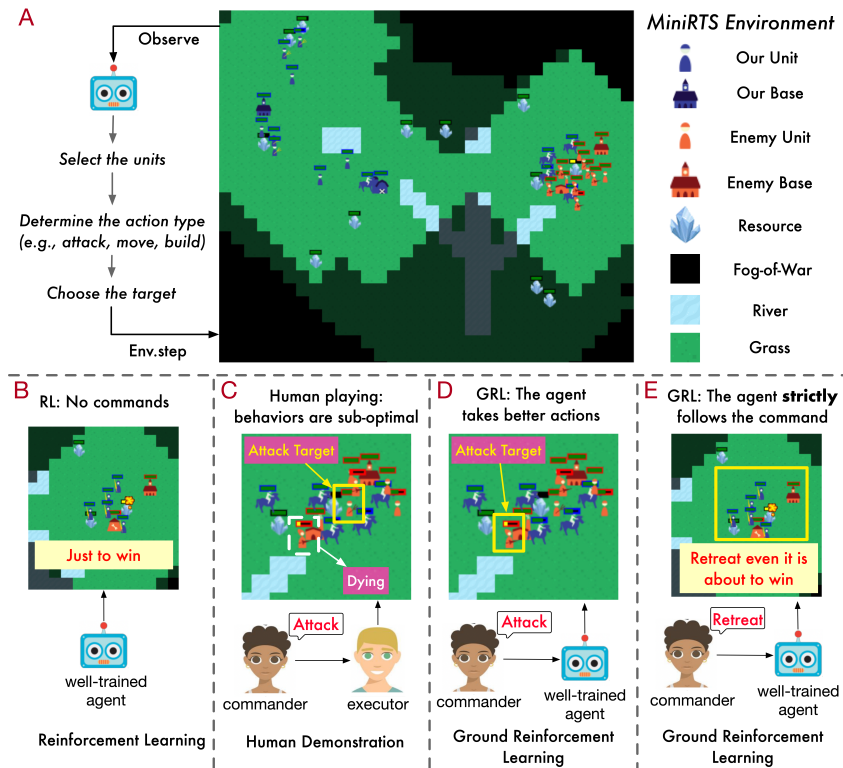 A
Observe
Select the units
Determine the action type
(e.g., attack, move, build)
Choose the target
Env.step
MiniRTS Environment
Our Unit
Our Base
Enemy Unit
Enemy Base
Resource
Fog-of-War
River
Grass
B
RL: No commands
Just to win
well-trained
agent
Reinforcement Learning
C
Human playing:
behaviors are sub-optimal
Attack Target
Dying
Attack
commander
executor
Human Demonstration
D
GRL: The agent
takes better actions
Attack Target
Attack
commander
well-trained
agent
Ground Reinforcement
Learning
E
GRL: The agent strictly
follows the command
Retreat even it is
about to win
Retreat
commander
well-trained
agent
Ground Reinforcement
Learning